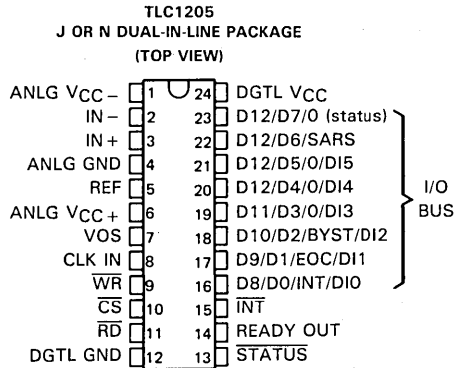 TLC1205
J OR N DUAL-IN-LINE PACKAGE
(TOP VIEW)
ANLG VCC− 1 24 DGTL VCC
IN− 2 23 D12/D7/0 (status)
IN+ 3 22 D12/D6/SARS
ANLG GND 4 21 D12/D5/0/DI5
REF 5 20 D12/D4/0/DI4
ANLG VCC+ 6 19 D11/D3/0/DI3
VOS 7 18 D10/D2/BYST/DI2
CLK IN 8 17 D9/D1/EOC/DI1
WR 9 16 D8/D0/INT/DI0
CS 10 15 INT
RD 11 14 READY OUT
DGTL GND 12 13 STATUS
I/O
BUS